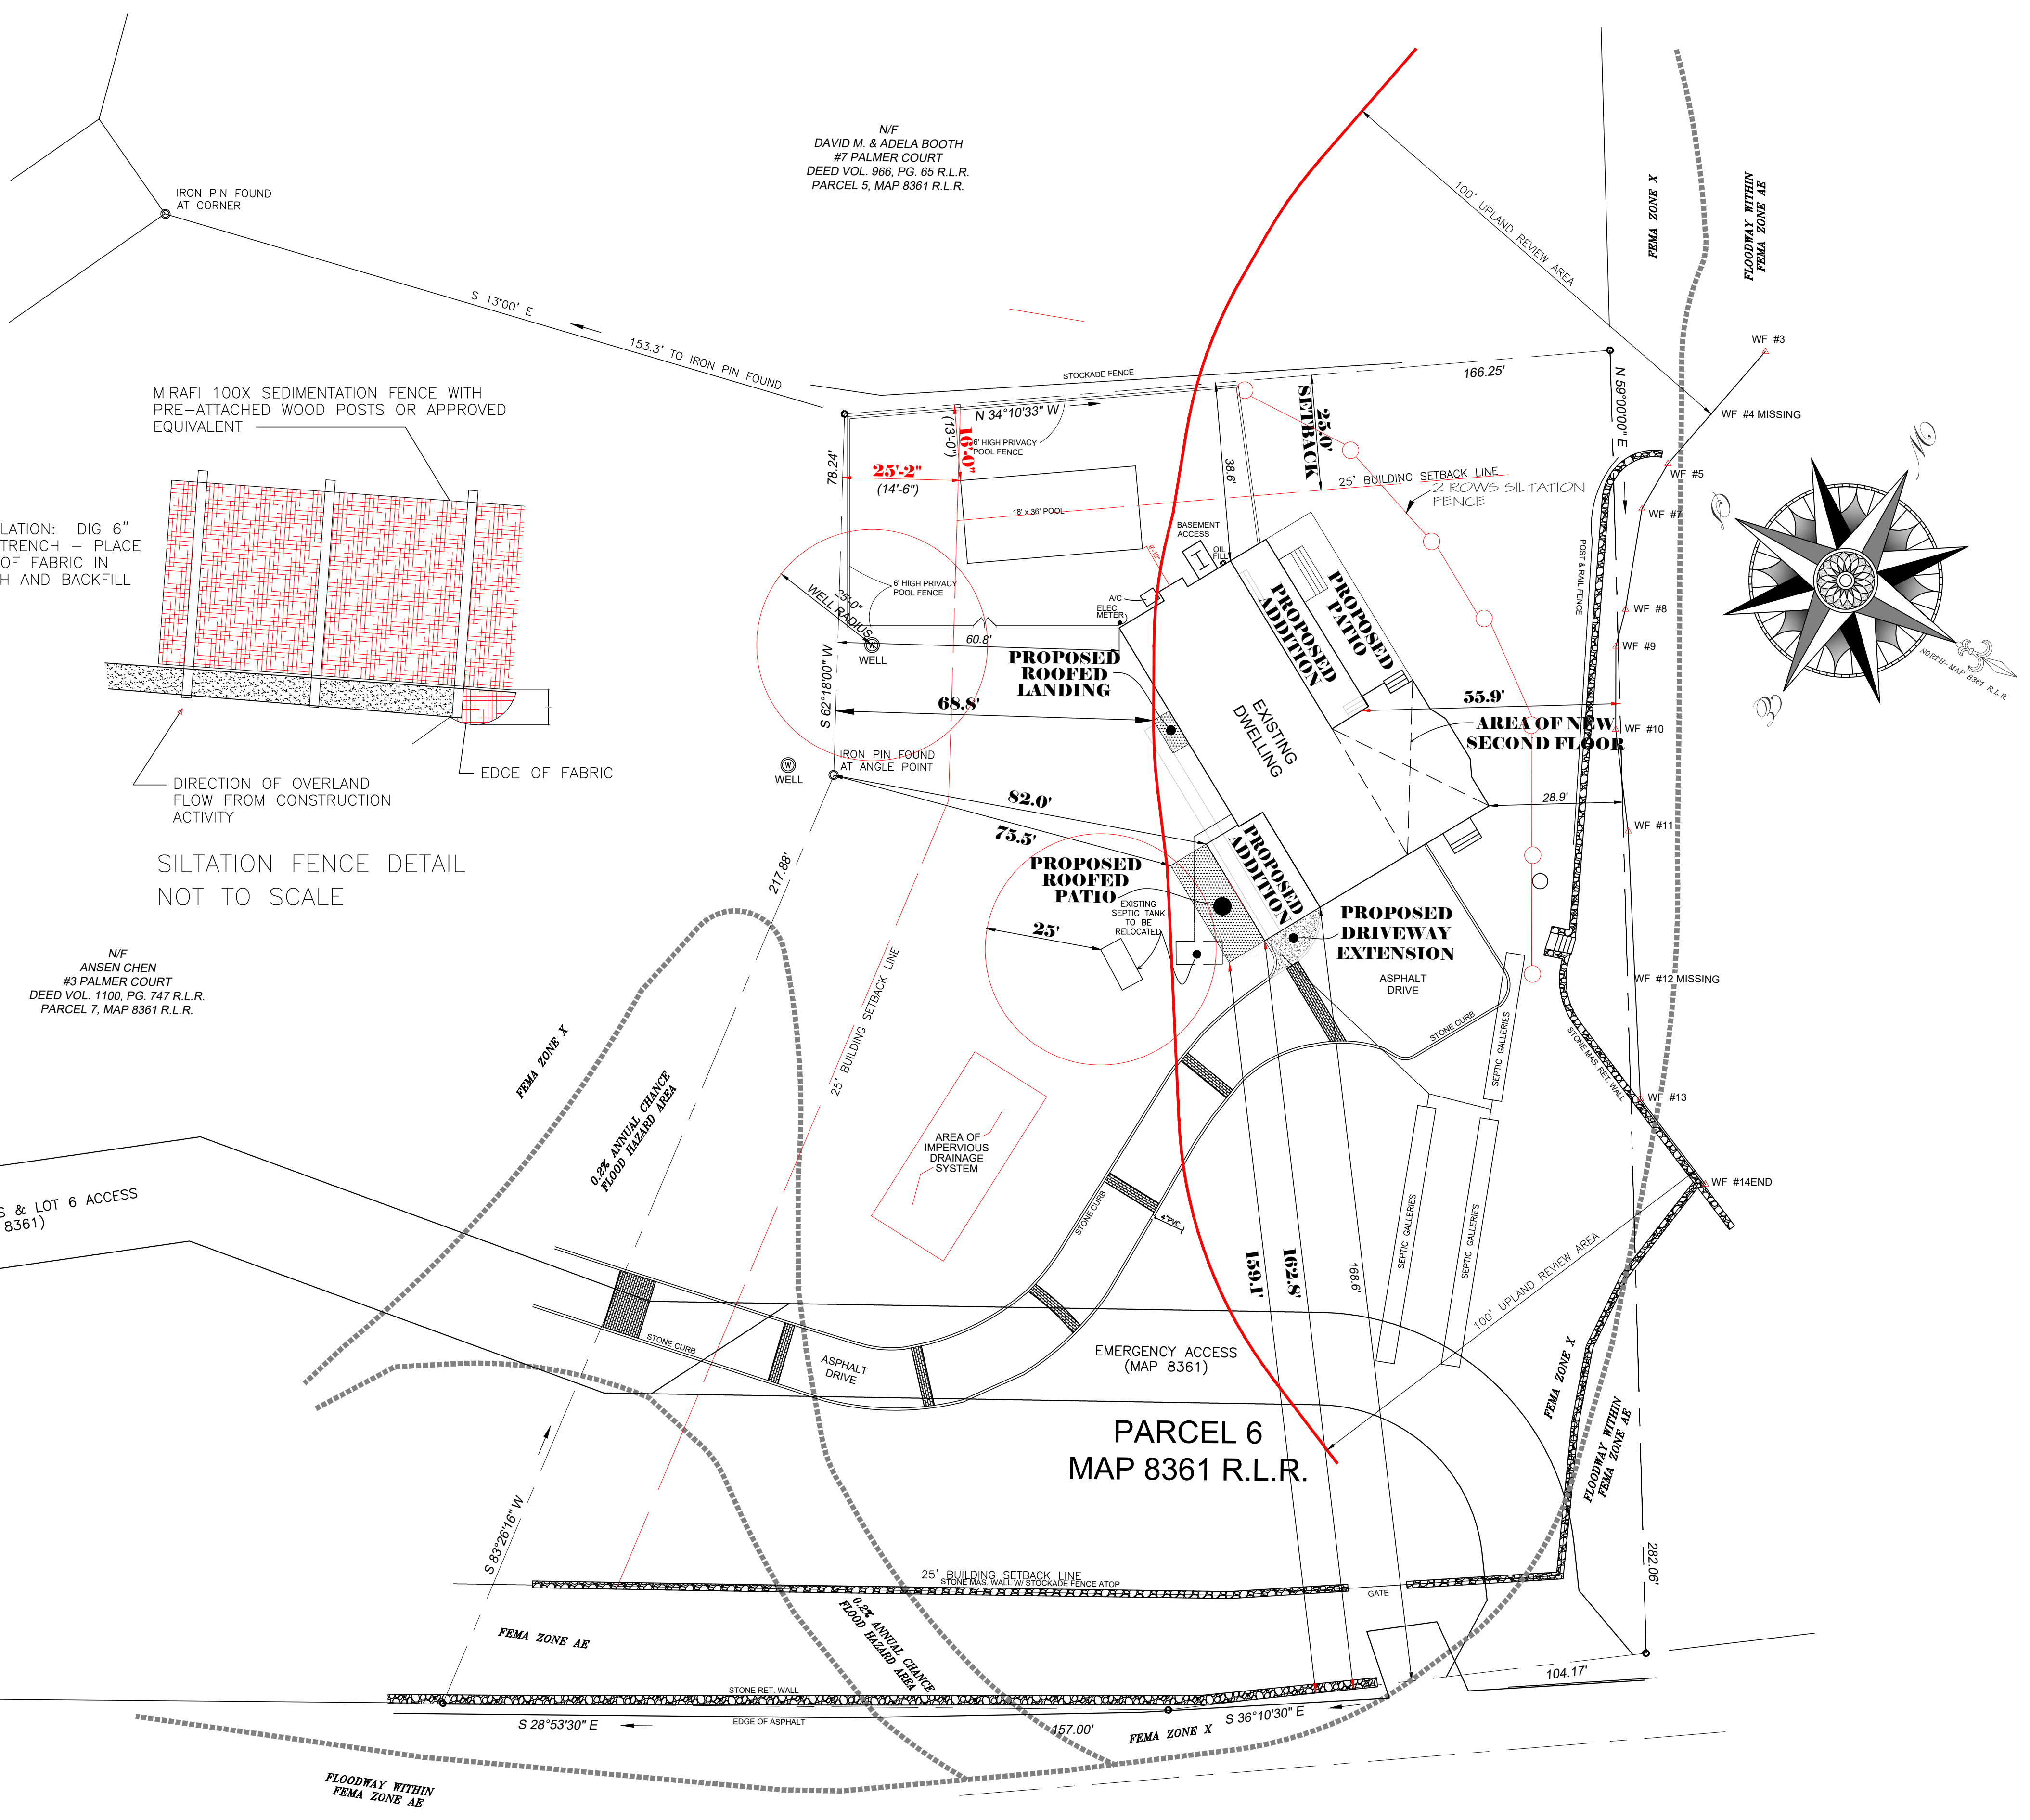 N/F
DAVID M. & ADELA BOOTH
#7 PALMER COURT
DEED VOL. 966, PG. 65 R.L.R.
PARCEL 5, MAP 8361 R.L.R.
IRON PIN FOUND
AT CORNER
S 13°00' E
153.3' TO IRON PIN FOUND
100' UPLAND REVIEW AREA
FEMA ZONE X
FLOODWAY WITHIN
FEMA ZONE AE
WF #3
WF #4 MISSING
WF #5
WF #7
WF #8
WF #9
WF #10
WF #11
WF #12 MISSING
WF #13
WF #14END
NORTH-MAP 8361 R.L.R.
MIRAFI 100X SEDIMENTATION FENCE WITH
PRE-ATTACHED WOOD POSTS OR APPROVED
EQUIVALENT
LATION: DIG 6"
TRENCH - PLACE
OF FABRIC IN
H AND BACKFILL
DIRECTION OF OVERLAND
FLOW FROM CONSTRUCTION
ACTIVITY
EDGE OF FABRIC
SILTATION FENCE DETAIL
NOT TO SCALE
STOCKADE FENCE
166.25'
N 34°10'33" W
N 59°00'00" E
78.24'
16'-0"
(13'-0")
6' HIGH PRIVACY
POOL FENCE
25'-2"
(14'-6")
18' x 36' POOL
38.6'
25.0'
SETBACK
25' BUILDING SETBACK LINE
2 ROWS SILTATION
FENCE
POST & RAIL FENCE
BASEMENT
ACCESS
OIL
FILL
A/C
ELEC
METER
6' HIGH PRIVACY
POOL FENCE
25'-0"
WELL RADIUS
W
WELL
60.8'
S 62°18'00" W
PROPOSED
ROOFED
LANDING
68.8'
PROPOSED
ADDITION
PROPOSED
PATIO
EXISTING
DWELLING
55.9'
AREA OF NEW
SECOND FLOOR
28.9'
IRON PIN FOUND
AT ANGLE POINT
W
WELL
82.0'
75.5'
PROPOSED
ROOFED
PATIO
PROPOSED
ADDITION
EXISTING
SEPTIC TANK
TO BE
RELOCATED
25'
PROPOSED
DRIVEWAY
EXTENSION
ASPHALT
DRIVE
STONE CURB
SEPTIC GALLERIES
STONE MAS. RET. WALL
217.88'
25' BUILDING SETBACK LINE
N/F
ANSEN CHEN
#3 PALMER COURT
DEED VOL. 1100, PG. 747 R.L.R.
PARCEL 7, MAP 8361 R.L.R.
FEMA ZONE X
0.2% ANNUAL CHANCE
FLOOD HAZARD AREA
AREA OF
IMPERVIOUS
DRAINAGE
SYSTEM
STONE CURB
4"PVC
SEPTIC GALLERIES
SEPTIC GALLERIES
159.1'
162.8'
168.6'
100' UPLAND REVIEW AREA
S & LOT 6 ACCESS
8361)
STONE CURB
ASPHALT
DRIVE
EMERGENCY ACCESS
(MAP 8361)
PARCEL 6
MAP 8361 R.L.R.
FEMA ZONE X
FLOODWAY WITHIN
FEMA ZONE AE
S 83°26'16" W
282.06'
25' BUILDING SETBACK LINE
STONE MAS. WALL W/ STOCKADE FENCE ATOP
GATE
FEMA ZONE AE
0.2% ANNUAL CHANCE
FLOOD HAZARD AREA
104.17'
STONE RET. WALL
EDGE OF ASPHALT
S 28°53'30" E
157.00'
FEMA ZONE X
S 36°10'30" E
FLOODWAY WITHIN
FEMA ZONE AE